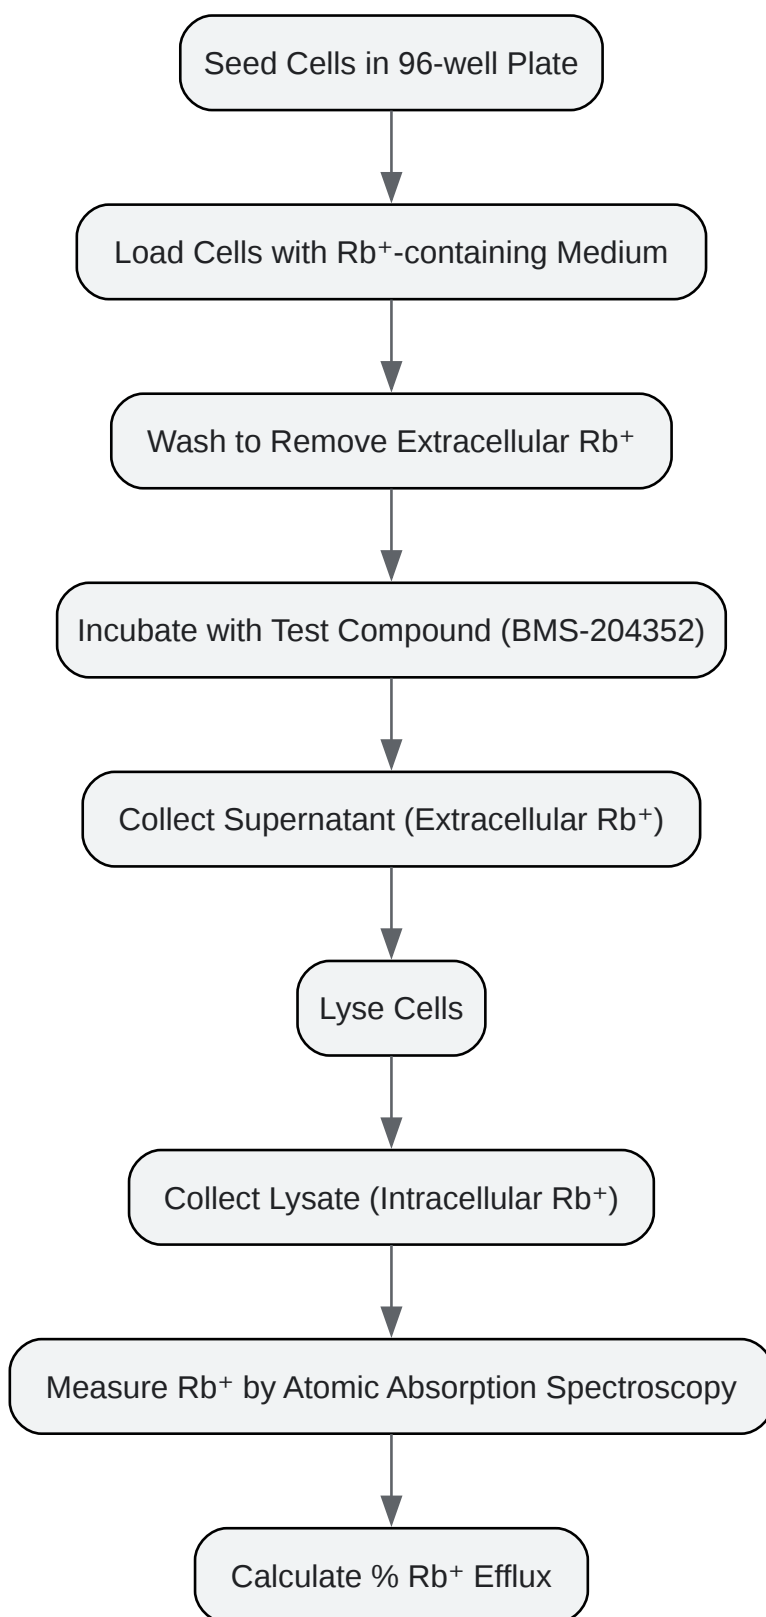 Seed Cells in 96-well Plate
Load Cells with Rb⁺-containing Medium
Wash to Remove Extracellular Rb⁺
Incubate with Test Compound (BMS-204352)
Collect Supernatant (Extracellular Rb⁺)
Lyse Cells
Collect Lysate (Intracellular Rb⁺)
Measure Rb⁺ by Atomic Absorption Spectroscopy
Calculate % Rb⁺ Efflux